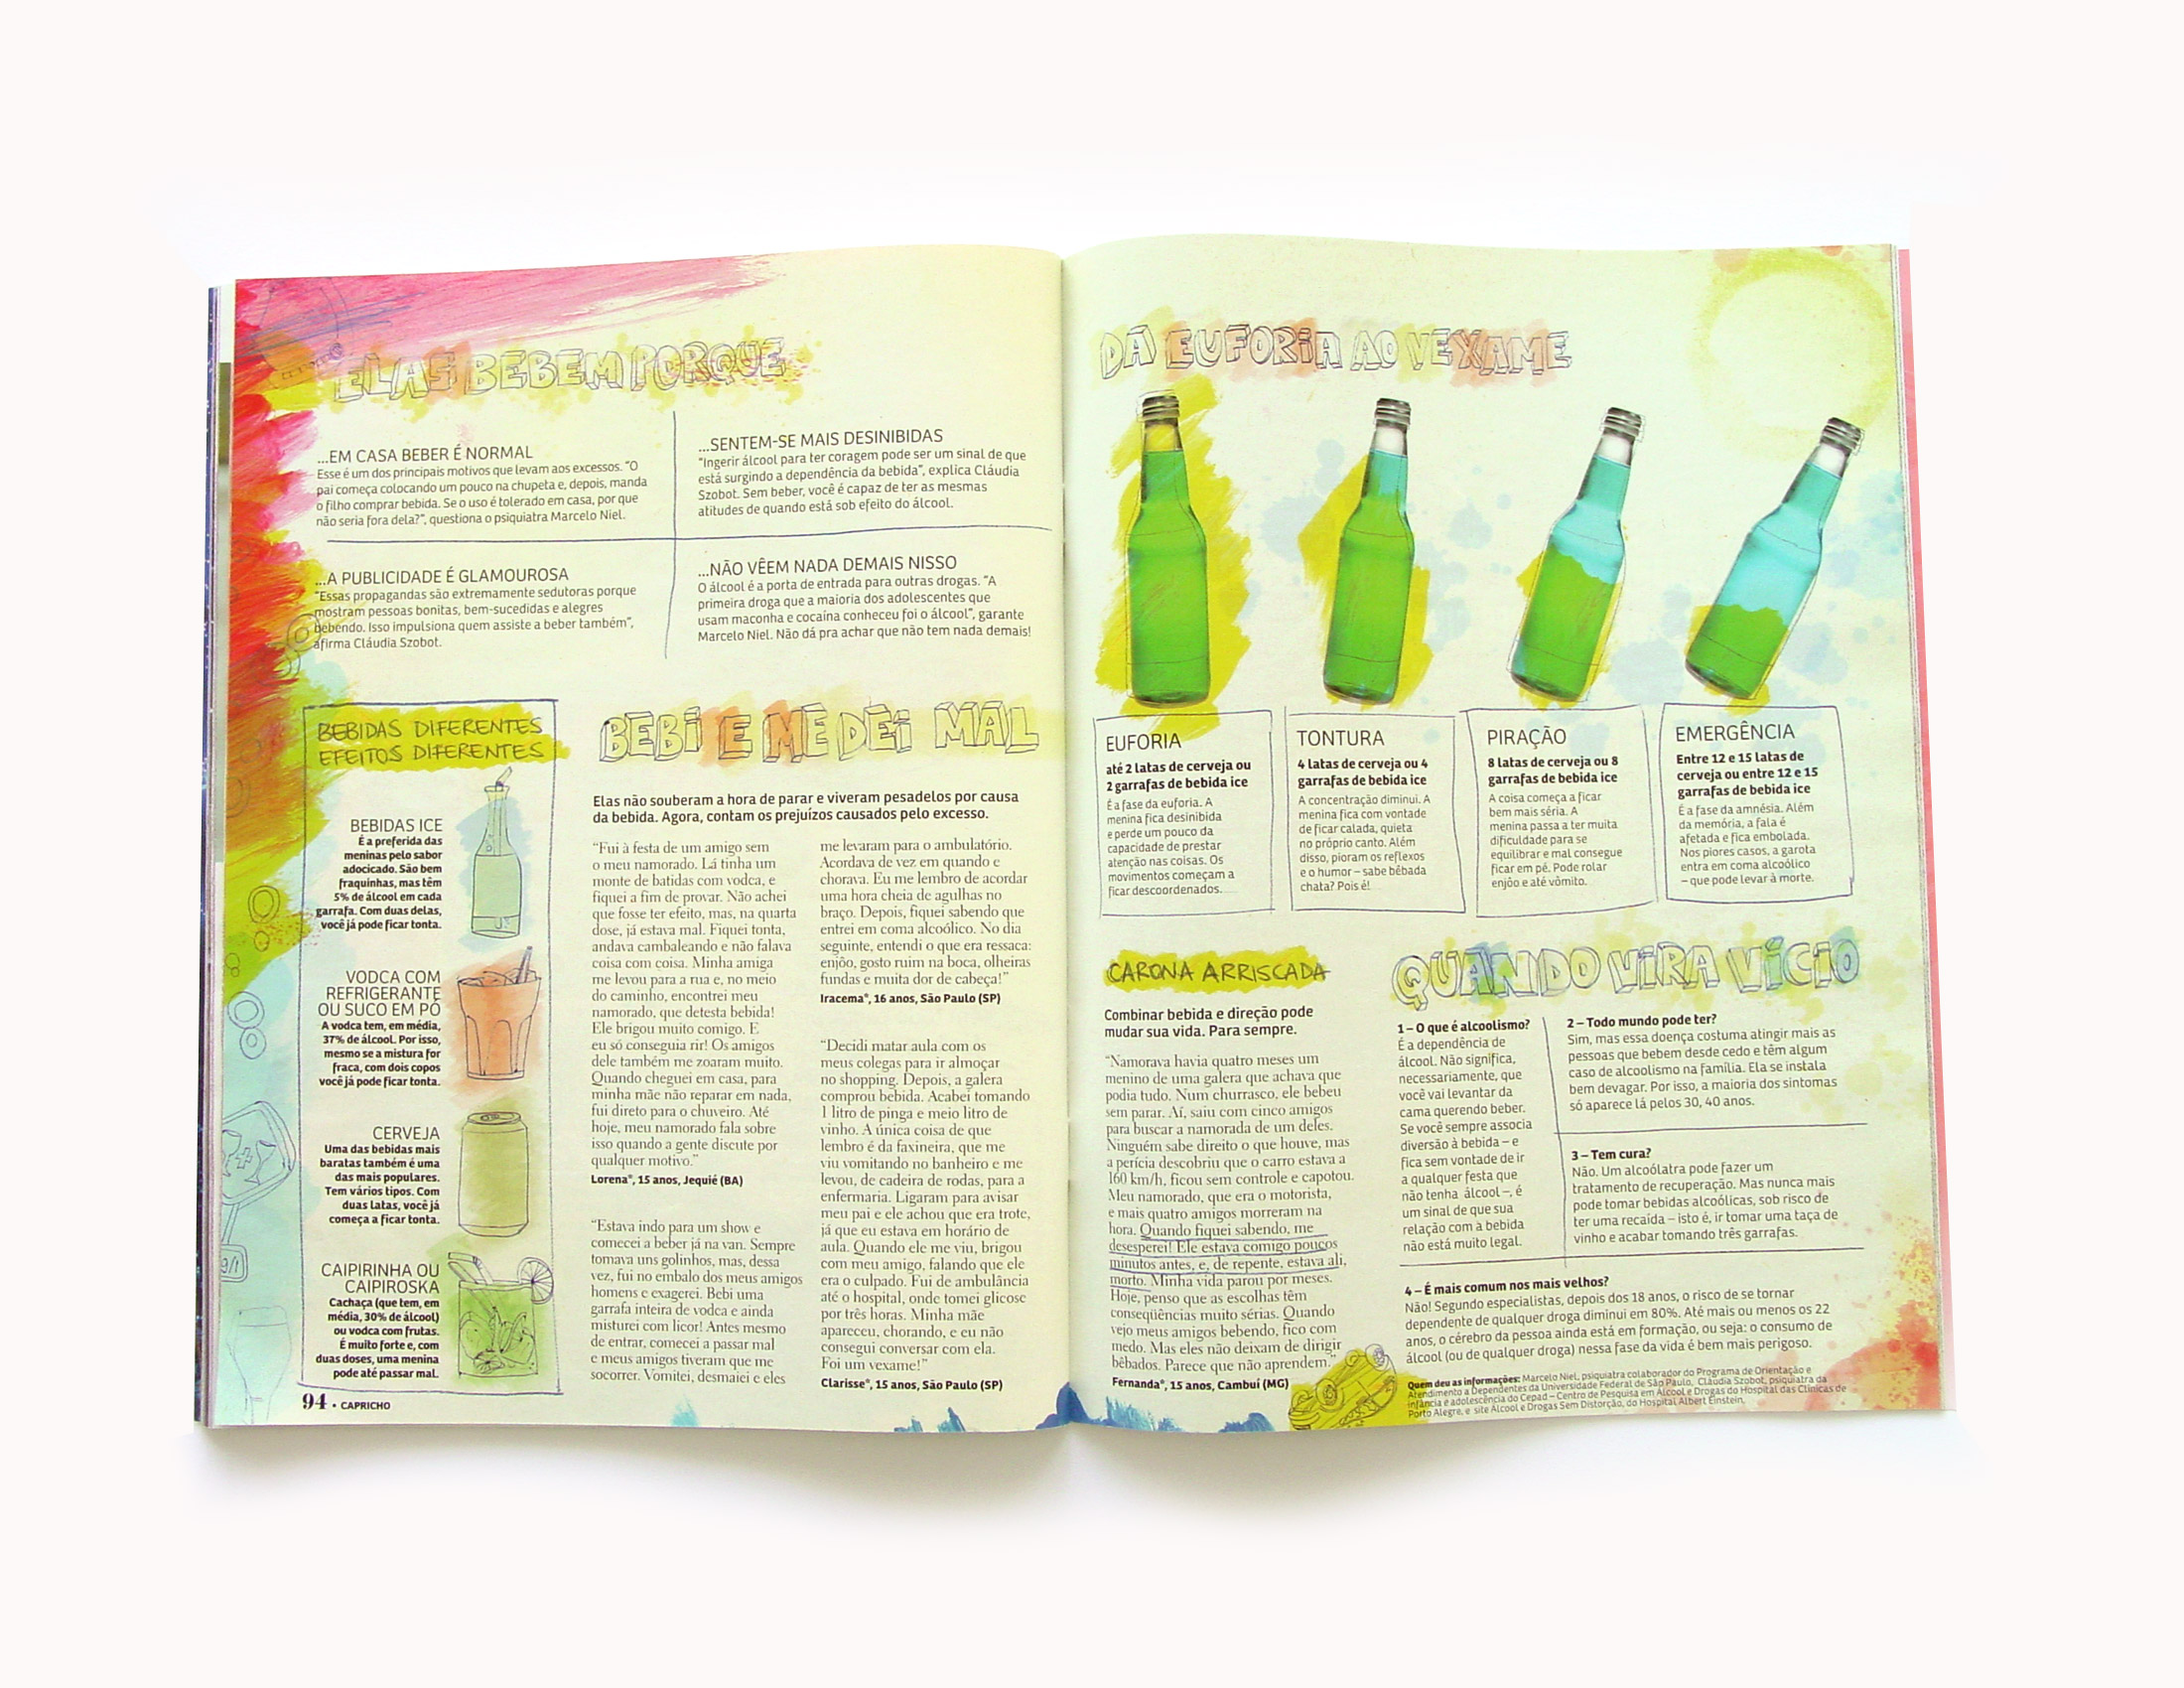 ELAS BEBEM PORQUE
...EM CASA BEBER É NORMAL
Esse é um dos principais motivos que levam aos excessos. "O
pai começa colocando um pouco na chupeta e, depois, manda
o filho comprar bebida. Se o uso é tolerado em casa, por que
não seria fora dela?", questiona o psiquiatra Marcelo Niel.
...SENTEM-SE MAIS DESINIBIDAS
"Ingerir álcool para ter coragem pode ser um sinal de que
está surgindo a dependência da bebida", explica Cláudia
Szobot. Sem beber, você é capaz de ter as mesmas
atitudes de quando está sob efeito do álcool.
...A PUBLICIDADE É GLAMOUROSA
"Essas propagandas são extremamente sedutoras porque
mostram pessoas bonitas, bem-sucedidas e alegres
bebendo. Isso impulsiona quem assiste a beber também",
afirma Cláudia Szobot.
...NÃO VÊEM NADA DEMAIS NISSO
O álcool é a porta de entrada para outras drogas. "A
primeira droga que a maioria dos adolescentes que
usam maconha e cocaína conheceu foi o álcool", garante
Marcelo Niel. Não dá pra achar que não tem nada demais!
BEBIDAS DIFERENTES
EFEITOS DIFERENTES
BEBIDAS ICE
É a preferida das
meninas pelo sabor
adocicado. São bem
fraquinhas, mas têm
5% de álcool em cada
garrafa. Com duas delas,
você já pode ficar tonta.
VODCA COM
REFRIGERANTE
OU SUCO EM PÓ
A vodca tem, em média,
37% de álcool. Por isso,
mesmo se a mistura for
fraca, com dois copos
você já pode ficar tonta.
CERVEJA
Uma das bebidas mais
baratas também é uma
das mais populares.
Tem vários tipos. Com
duas latas, você já
começa a ficar tonta.
CAIPIRINHA OU
CAIPIROSKA
Cachaça (que tem, em
média, 30% de álcool)
ou vodca com frutas.
É muito forte e, com
duas doses, uma menina
pode até passar mal.
94 • CAPRICHO
BEBI E ME DEI MAL
Elas não souberam a hora de parar e viveram pesadelos por causa
da bebida. Agora, contam os prejuízos causados pelo excesso.
"Fui à festa de um amigo sem
o meu namorado. Lá tinha um
monte de batidas com vodca, e
fiquei a fim de provar. Não achei
que fosse ter efeito, mas, na quarta
dose, já estava mal. Fiquei tonta,
andava cambaleando e não falava
coisa com coisa. Minha amiga
me levou para a rua e, no meio
do caminho, encontrei meu
namorado, que detesta bebida!
Ele brigou muito comigo. E
eu só conseguia rir! Os amigos
dele também me zoaram muito.
Quando cheguei em casa, para
minha mãe não reparar em nada,
fui direto para o chuveiro. Até
hoje, meu namorado fala sobre
isso quando a gente discute por
qualquer motivo."
Lorena*, 15 anos, Jequié (BA)
"Estava indo para um show e
comecei a beber já na van. Sempre
tomava uns golinhos, mas, dessa
vez, fui no embalo dos meus amigos
homens e exagerei. Bebi uma
garrafa inteira de vodca e ainda
misturei com licor! Antes mesmo
de entrar, comecei a passar mal
e meus amigos tiveram que me
socorrer. Vomitei, desmaiei e eles
me levaram para o ambulatório.
Acordava de vez em quando e
chorava. Eu me lembro de acordar
uma hora cheia de agulhas no
braço. Depois, fiquei sabendo que
entrei em coma alcoólico. No dia
seguinte, entendi o que era ressaca:
enjôo, gosto ruim na boca, olheiras
fundas e muita dor de cabeça!"
Iracema*, 16 anos, São Paulo (SP)
"Decidi matar aula com os
meus colegas para ir almoçar
no shopping. Depois, a galera
comprou bebida. Acabei tomando
1 litro de pinga e meio litro de
vinho. A única coisa de que
lembro é da faxineira, que me
viu vomitando no banheiro e me
levou, de cadeira de rodas, para a
enfermaria. Ligaram para avisar
meu pai e ele achou que era trote,
já que eu estava em horário de
aula. Quando ele me viu, brigou
com meu amigo, falando que ele
era o culpado. Fui de ambulância
até o hospital, onde tomei glicose
por três horas. Minha mãe
apareceu, chorando, e eu não
consegui conversar com ela.
Foi um vexame!"
Clarisse*, 15 anos, São Paulo (SP)
DA EUFORIA AO VEXAME
EUFORIA
até 2 latas de cerveja ou
2 garrafas de bebida ice
É a fase da euforia. A
menina fica desinibida
e perde um pouco da
capacidade de prestar
atenção nas coisas. Os
movimentos começam a
ficar descoordenados.
TONTURA
4 latas de cerveja ou 4
garrafas de bebida ice
A concentração diminui. A
menina fica com vontade
de ficar calada, quieta
no próprio canto. Além
disso, pioram os reflexos
e o humor – sabe bêbada
chata? Pois é!
PIRAÇÃO
8 latas de cerveja ou 8
garrafas de bebida ice
A coisa começa a ficar
bem mais séria. A
menina passa a ter muita
dificuldade para se
equilibrar e mal consegue
ficar em pé. Pode rolar
enjôo e até vômito.
EMERGÊNCIA
Entre 12 e 15 latas de
cerveja ou entre 12 e 15
garrafas de bebida ice
É a fase da amnésia. Além
da memória, a fala é
afetada e fica embolada.
Nos piores casos, a garota
entra em coma alcoólico
– que pode levar à morte.
CARONA ARRISCADA
Combinar bebida e direção pode
mudar sua vida. Para sempre.
"Namorava havia quatro meses um
menino de uma galera que achava que
podia tudo. Num churrasco, ele bebeu
sem parar. Aí, saiu com cinco amigos
para buscar a namorada de um deles.
Ninguém sabe direito o que houve, mas
a perícia descobriu que o carro estava a
160 km/h, ficou sem controle e capotou.
Meu namorado, que era o motorista,
e mais quatro amigos morreram na
hora. Quando fiquei sabendo, me
desesperei! Ele estava comigo poucos
minutos antes, e, de repente, estava ali,
morto. Minha vida parou por meses.
Hoje, penso que as escolhas têm
conseqüências muito sérias. Quando
vejo meus amigos bebendo, fico com
medo. Mas eles não deixam de dirigir
bêbados. Parece que não aprendem."
Fernanda*, 15 anos, Cambuí (MG)
QUANDO VIRA VÍCIO
1 – O que é alcoolismo?
É a dependência de
álcool. Não significa,
necessariamente, que
você vai levantar da
cama querendo beber.
Se você sempre associa
diversão à bebida – e
fica sem vontade de ir
a qualquer festa que
não tenha álcool –, é
um sinal de que sua
relação com a bebida
não está muito legal.
2 – Todo mundo pode ter?
Sim, mas essa doença costuma atingir mais as
pessoas que bebem desde cedo e têm algum
caso de alcoolismo na família. Ela se instala
bem devagar. Por isso, a maioria dos sintomas
só aparece lá pelos 30, 40 anos.
3 – Tem cura?
Não. Um alcoólatra pode fazer um
tratamento de recuperação. Mas nunca mais
pode tomar bebidas alcoólicas, sob risco de
ter uma recaída – isto é, ir tomar uma taça de
vinho e acabar tomando três garrafas.
4 – É mais comum nos mais velhos?
Não! Segundo especialistas, depois dos 18 anos, o risco de se tornar
dependente de qualquer droga diminui em 80%. Até mais ou menos os 22
anos, o cérebro da pessoa ainda está em formação, ou seja: o consumo de
álcool (ou de qualquer droga) nessa fase da vida é bem mais perigoso.
Quem deu as informações: Marcelo Niel, psiquiatra colaborador do Programa de Orientação e
Atendimento a Dependentes da Universidade Federal de São Paulo, Cláudia Szobot, psiquiatra da
infância e adolescência do Cepad – Centro de Pesquisa em Álcool e Drogas do Hospital das Clínicas de
Porto Alegre, e site Álcool e Drogas Sem Distorção, do Hospital Albert Einstein.